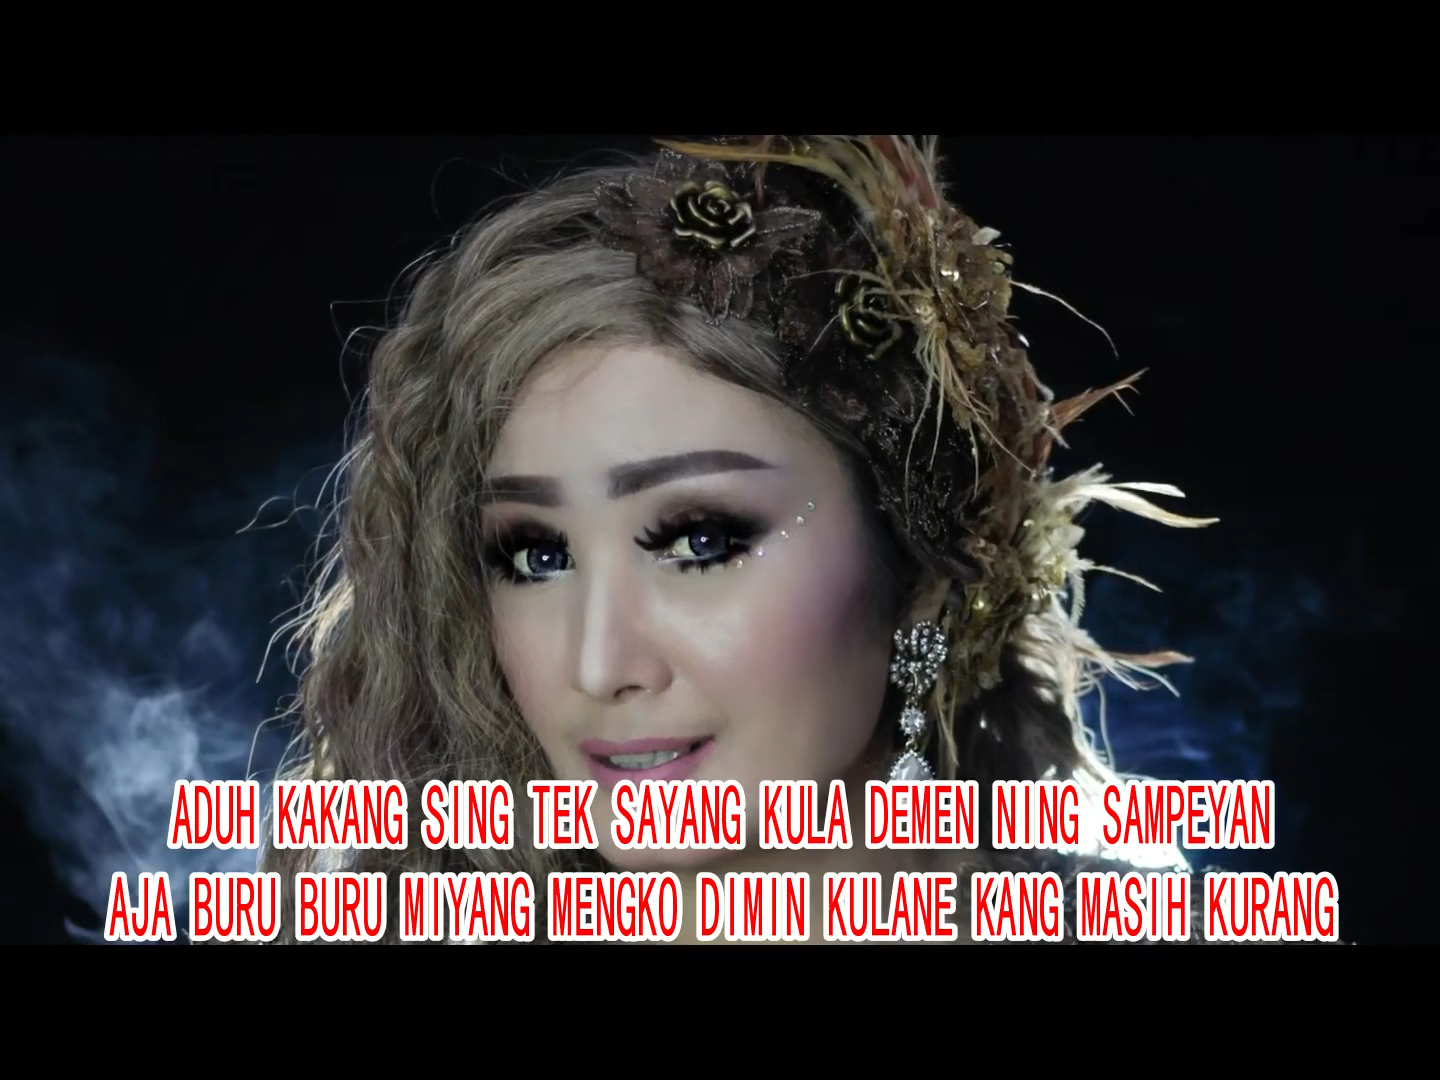 ADUH KAKANG SING TEK SAYANG KULA DEMEN NING SAMPEYAN
AJA BURU BURU MIYANG MENGKO DIMIN KULANE KANG MASIH KURANG